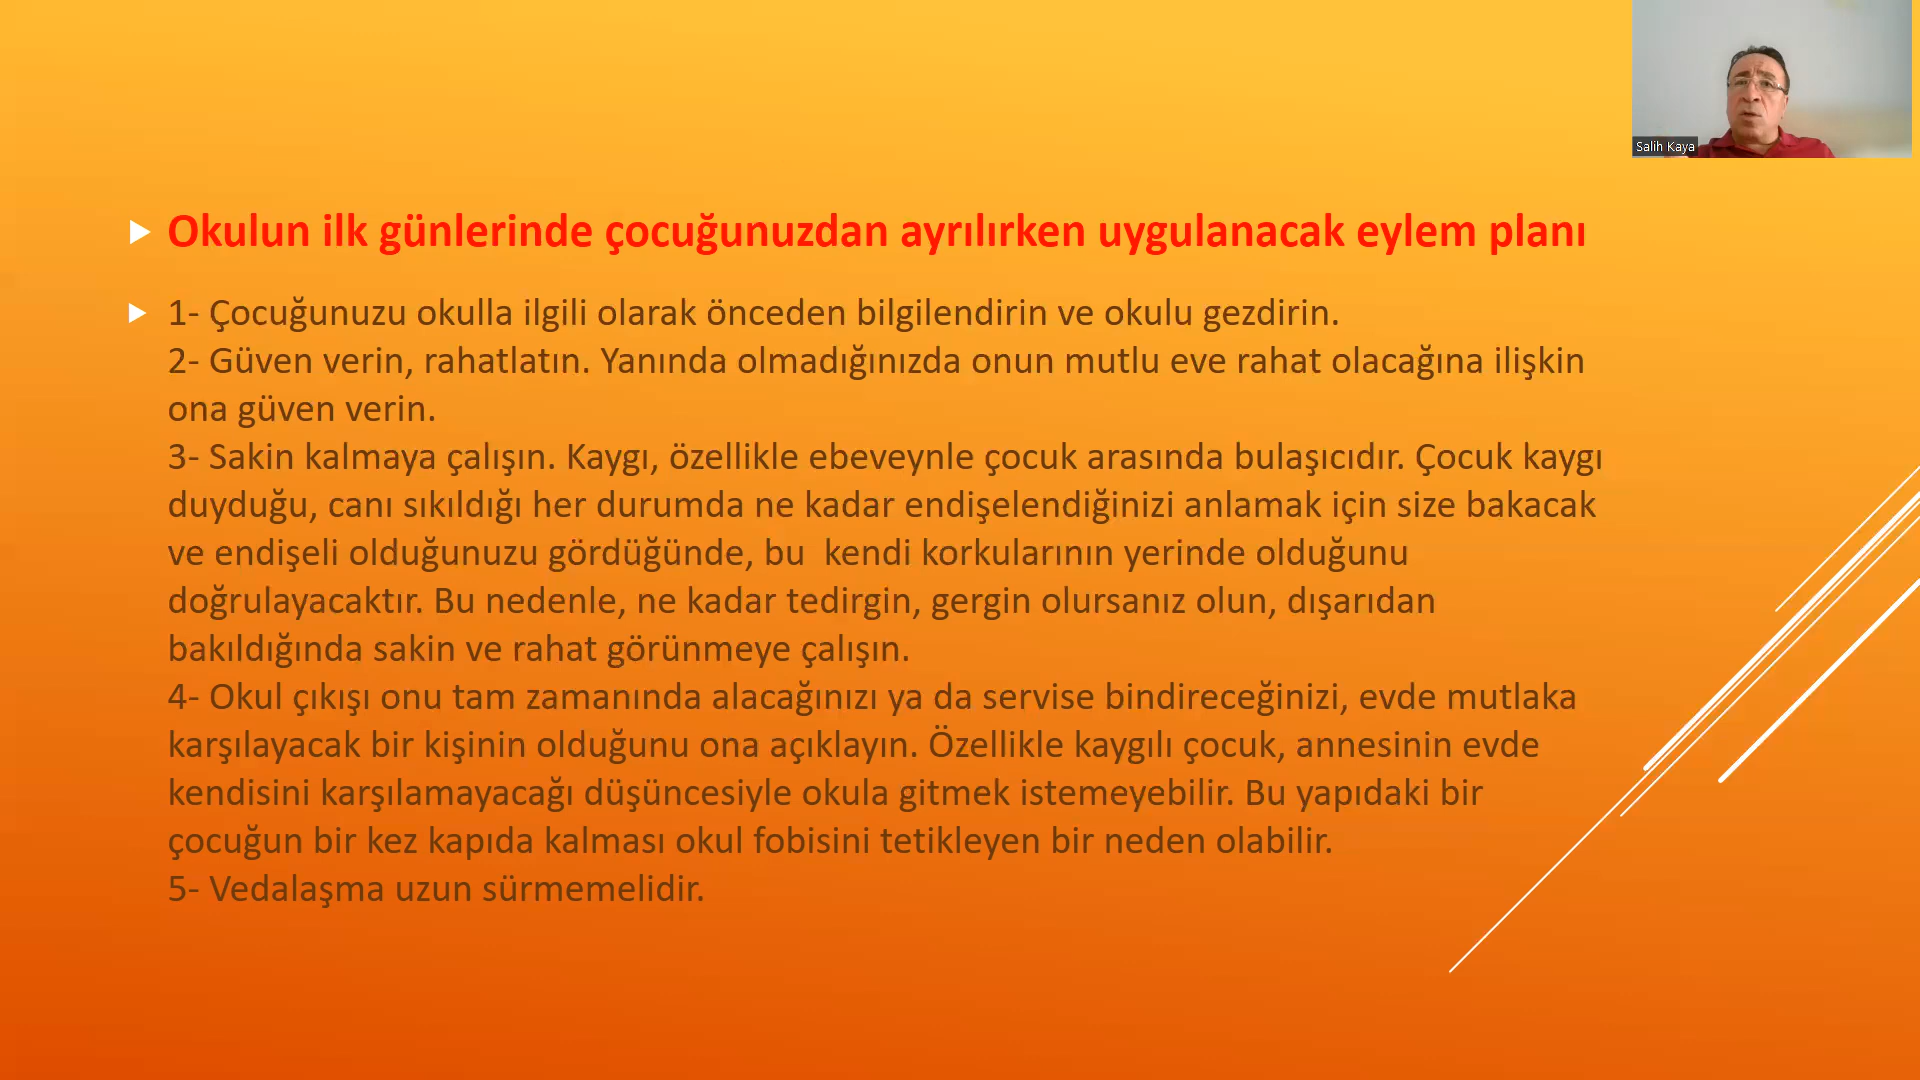 Salih Kaya
Okulun ilk günlerinde çocuğunuzdan ayrılırken uygulanacak eylem planı
1- Çocuğunuzu okulla ilgili olarak önceden bilgilendirin ve okulu gezdirin.
2- Güven verin, rahatlatın. Yanında olmadığınızda onun mutlu eve rahat olacağına ilişkin
ona güven verin.
3- Sakin kalmaya çalışın. Kaygı, özellikle ebeveynle çocuk arasında bulaşıcıdır. Çocuk kaygı
duyduğu, canı sıkıldığı her durumda ne kadar endişelendiğinizi anlamak için size bakacak
ve endişeli olduğunuzu gördüğünde, bu  kendi korkularının yerinde olduğunu
doğrulayacaktır. Bu nedenle, ne kadar tedirgin, gergin olursanız olun, dışarıdan
bakıldığında sakin ve rahat görünmeye çalışın.
4- Okul çıkışı onu tam zamanında alacağınızı ya da servise bindireceğinizi, evde mutlaka
karşılayacak bir kişinin olduğunu ona açıklayın. Özellikle kaygılı çocuk, annesinin evde
kendisini karşılamayacağı düşüncesiyle okula gitmek istemeyebilir. Bu yapıdaki bir
çocuğun bir kez kapıda kalması okul fobisini tetikleyen bir neden olabilir.
5- Vedalaşma uzun sürmemelidir.